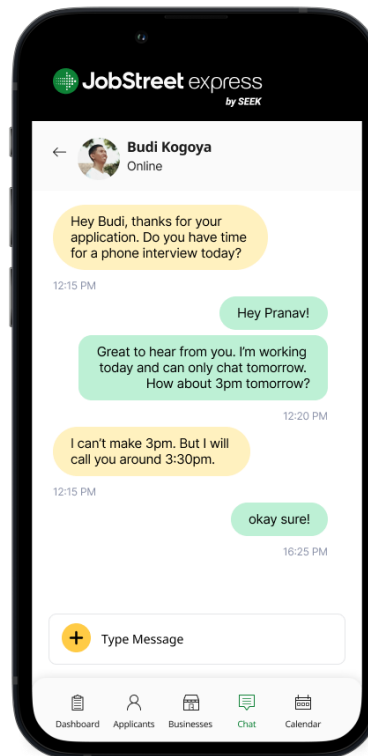 JobStreet express
by SEEK
Budi Kogoya
Online
Hey Budi, thanks for your
application. Do you have time
for a phone interview today?
12:15 PM
Hey Pranav!
Great to hear from you. I'm working
today and can only chat tomorrow.
How about 3pm tomorrow?
12:20 PM
I can't make 3pm. But I will
call you around 3:30pm.
12:15 PM
okay sure!
16:25 PM
Type Message
Dashboard Applicants Businesses Chat Calendar